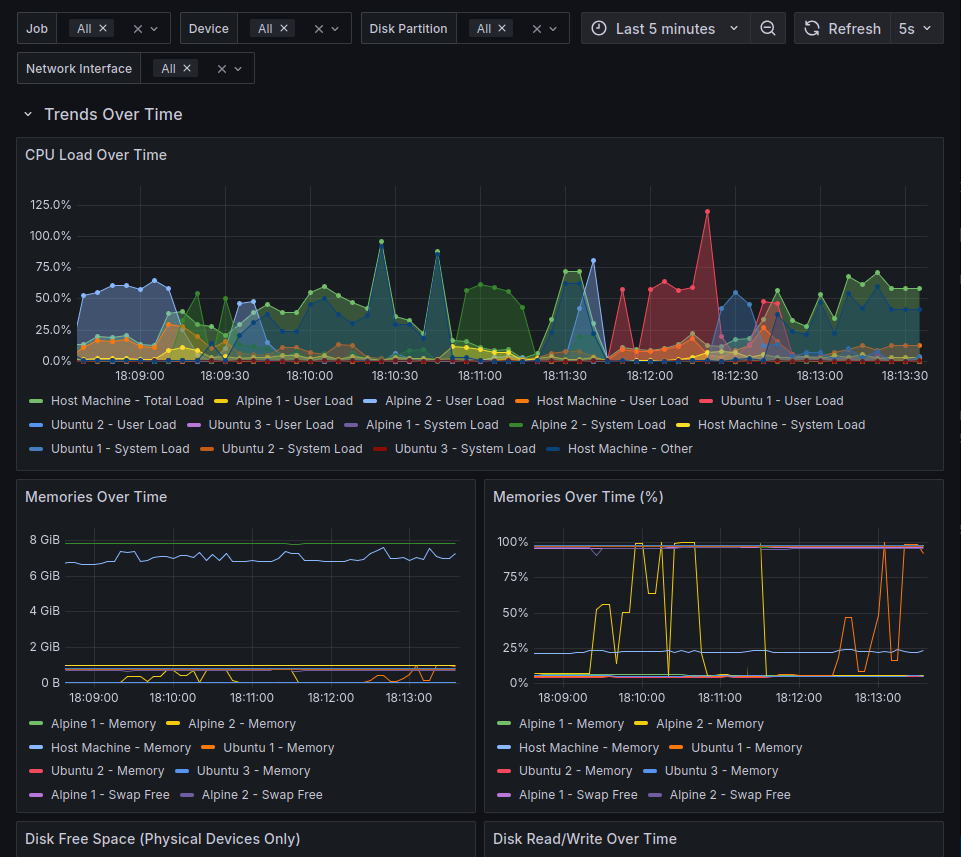 Job All Device All Disk Partition All Last 5 minutes Refresh 5s
Network Interface All
Trends Over Time
CPU Load Over Time
125.0%
100.0%
75.0%
50.0%
25.0%
0.0%
18:09:00 18:09:30 18:10:00 18:10:30 18:11:00 18:11:30 18:12:00 18:12:30 18:13:00 18:13:30
Host Machine - Total Load Alpine 1 - User Load Alpine 2 - User Load Host Machine - User Load Ubuntu 1 - User Load
Ubuntu 2 - User Load Ubuntu 3 - User Load Alpine 1 - System Load Alpine 2 - System Load Host Machine - System Load
Ubuntu 1 - System Load Ubuntu 2 - System Load Ubuntu 3 - System Load Host Machine - Other
Memories Over Time
8 GiB
6 GiB
4 GiB
2 GiB
0 B
18:09:00 18:10:00 18:11:00 18:12:00 18:13:00
Alpine 1 - Memory Alpine 2 - Memory
Host Machine - Memory Ubuntu 1 - Memory
Ubuntu 2 - Memory Ubuntu 3 - Memory
Alpine 1 - Swap Free Alpine 2 - Swap Free
Memories Over Time (%)
100%
75%
50%
25%
0%
18:09:00 18:10:00 18:11:00 18:12:00 18:13:00
Alpine 1 - Memory Alpine 2 - Memory
Host Machine - Memory Ubuntu 1 - Memory
Ubuntu 2 - Memory Ubuntu 3 - Memory
Alpine 1 - Swap Free Alpine 2 - Swap Free
Disk Free Space (Physical Devices Only)
Disk Read/Write Over Time